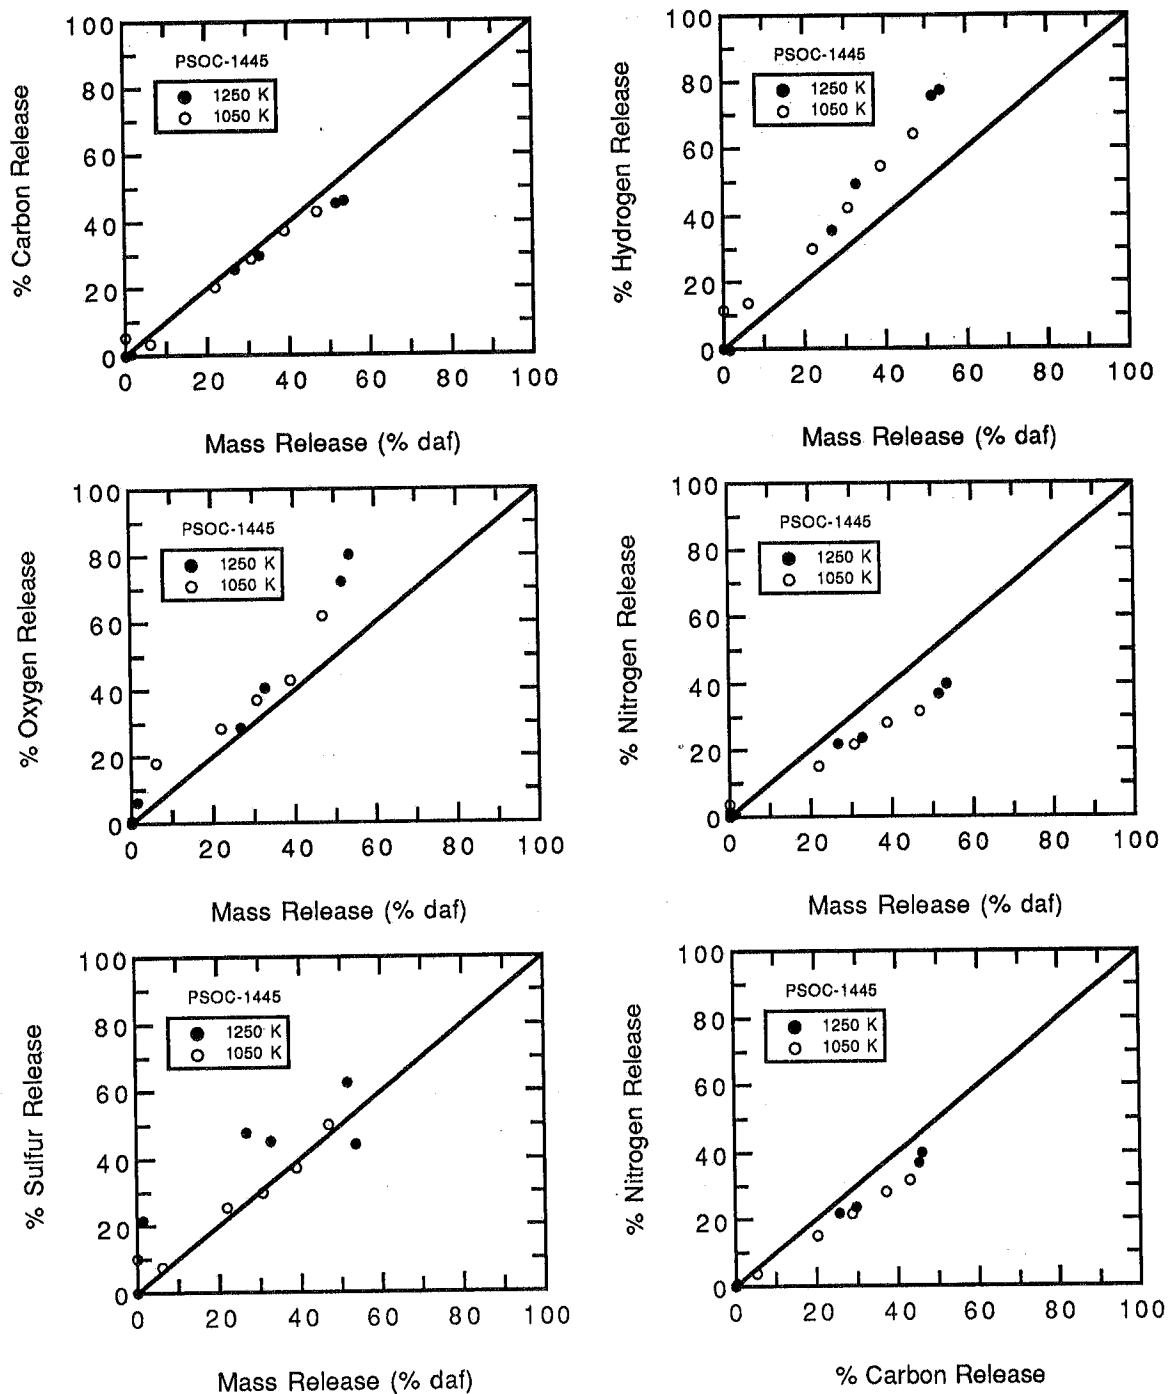 100
80
60
40
20
0
% Carbon Release
PSOC-1445
1250 K
1050 K
0 20 40 60 80 100
Mass Release (% daf)
100
80
60
40
20
0
% Hydrogen Release
PSOC-1445
1250 K
1050 K
0 20 40 60 80 100
Mass Release (% daf)
100
80
60
40
20
0
% Oxygen Release
PSOC-1445
1250 K
1050 K
0 20 40 60 80 100
Mass Release (% daf)
100
80
60
40
20
0
% Nitrogen Release
PSOC-1445
1250 K
1050 K
0 20 40 60 80 100
Mass Release (% daf)
100
80
60
40
20
0
% Sulfur Release
PSOC-1445
1250 K
1050 K
0 20 40 60 80 100
Mass Release (% daf)
100
80
60
40
20
0
% Nitrogen Release
PSOC-1445
1250 K
1050 K
0 20 40 60 80 100
% Carbon Release